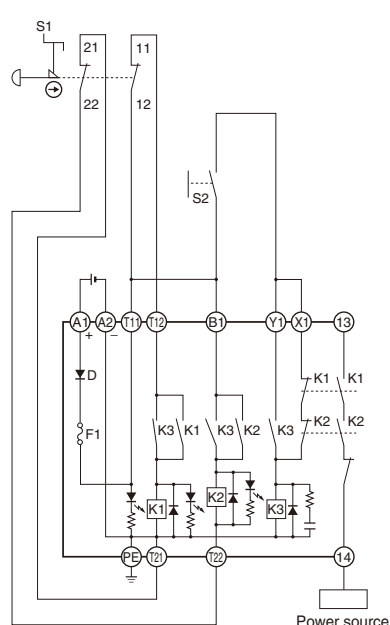 S1
21
11
22
12
S2
A1
A2
T11
T12
B1
Y1
X1
13
+
−
D
K1
K1
F1
K3
K1
K3
K2
K3
K2
K2
K1
K2
K3
PE
T21
T22
14
Power source